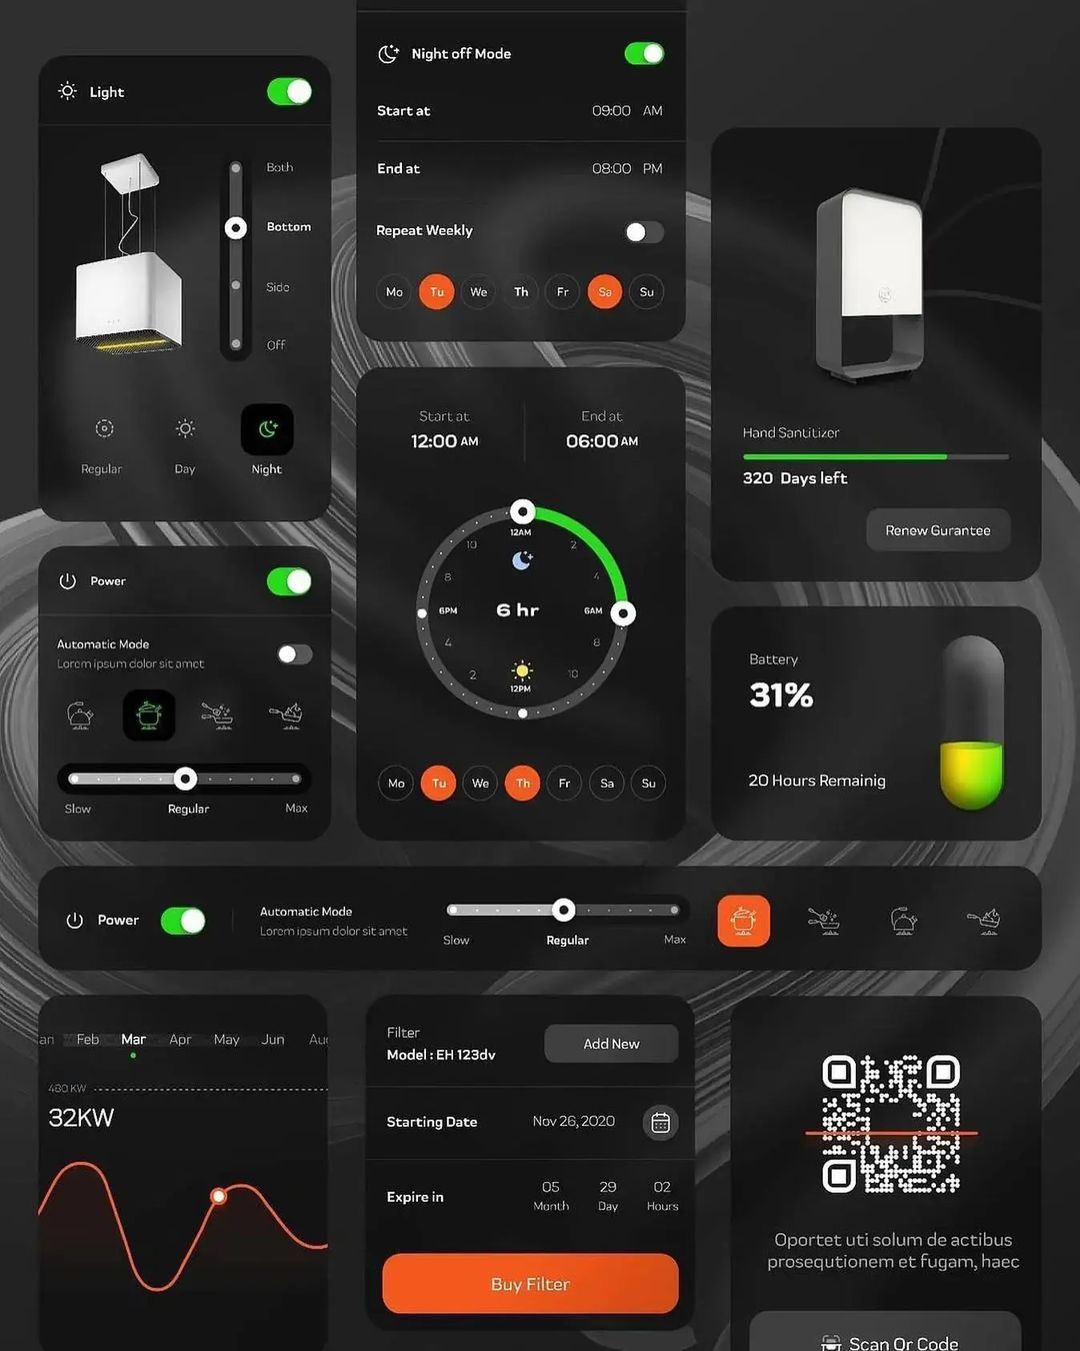 Light
Both
Bottom
Side
Off
Regular
Day
Night
Night off Mode
Start at
09:00 AM
End at
08:00 PM
Repeat Weekly
Mo Tu We Th Fr Sa Su
Start at
12:00 AM
End at
06:00 AM
12AM
10
2
8
4
6PM
6 hr
6AM
4
8
2
10
12PM
Mo Tu We Th Fr Sa Su
Hand Santitizer
320 Days left
Renew Gurantee
Power
Automatic Mode
Lorem ipsum dolor sit amet
Slow
Regular
Max
Battery
31%
20 Hours Remainig
Power
Automatic Mode
Lorem ipsum dolor sit amet
Slow
Regular
Max
an Feb Mar Apr May Jun Au
480 KW
32KW
Filter
Model : EH 123dv
Add New
Starting Date
Nov 26, 2020
Expire in
05 29 02
Month Day Hours
Buy Filter
Oportet uti solum de actibus
prosequtionem et fugam, haec
Scan Or Code